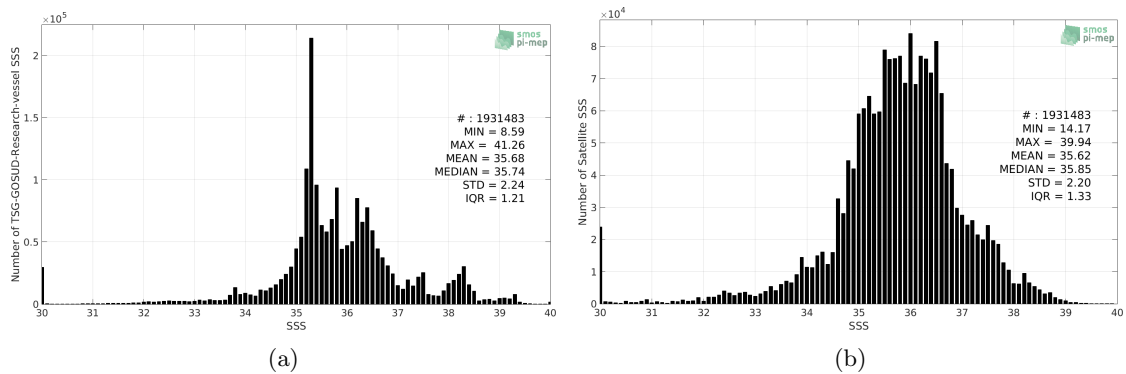 ×10⁵
smos
pi-mep
2
1.5
1
0.5
0
Number of TSG-GOSUD-Research-vessel SSS
# : 1931483
MIN = 8.59
MAX = 41.26
MEAN = 35.68
MEDIAN = 35.74
STD = 2.24
IQR = 1.21
30 31 32 33 34 35 36 37 38 39 40
SSS
(a)
×10⁴
smos
pi-mep
8
7
6
5
4
3
2
1
0
Number of Satellite SSS
# : 1931483
MIN = 14.17
MAX = 39.94
MEAN = 35.62
MEDIAN = 35.85
STD = 2.20
IQR = 1.33
30 31 32 33 34 35 36 37 38 39 40
SSS
(b)